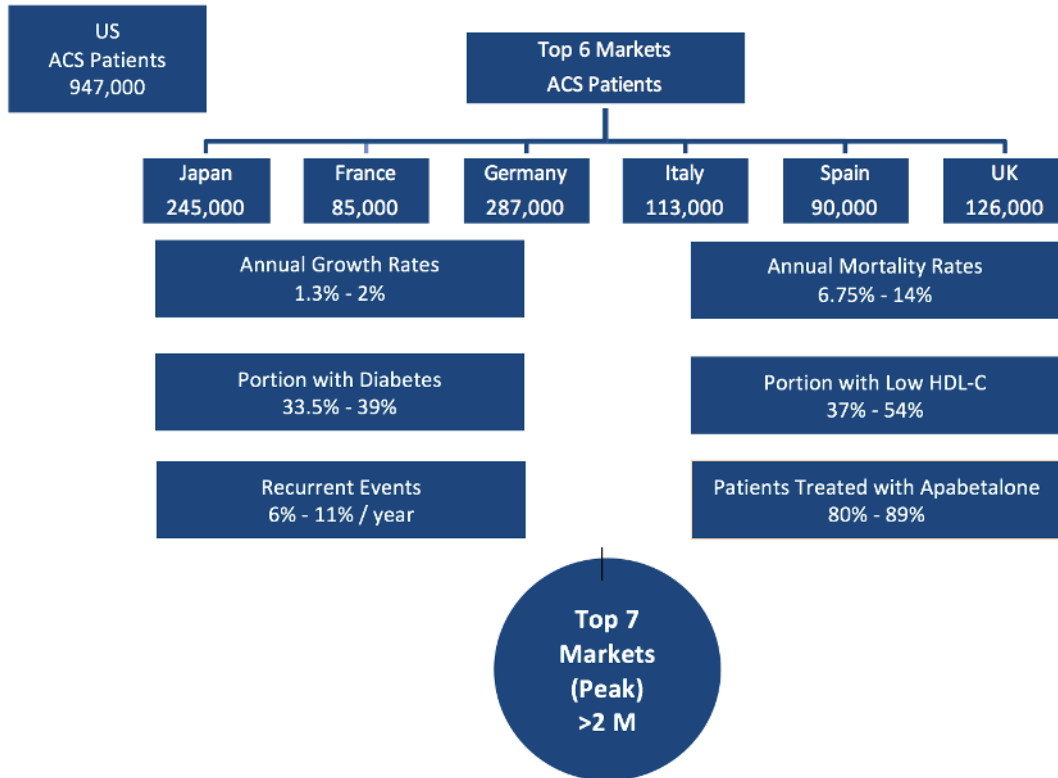 US
ACS Patients
947,000
Top 6 Markets
ACS Patients
Japan
245,000
France
85,000
Germany
287,000
Italy
113,000
Spain
90,000
UK
126,000
Annual Growth Rates
1.3% - 2%
Annual Mortality Rates
6.75% - 14%
Portion with Diabetes
33.5% - 39%
Portion with Low HDL-C
37% - 54%
Recurrent Events
6% - 11% / year
Patients Treated with Apabetalone
80% - 89%
Top 7
Markets
(Peak)
>2 M